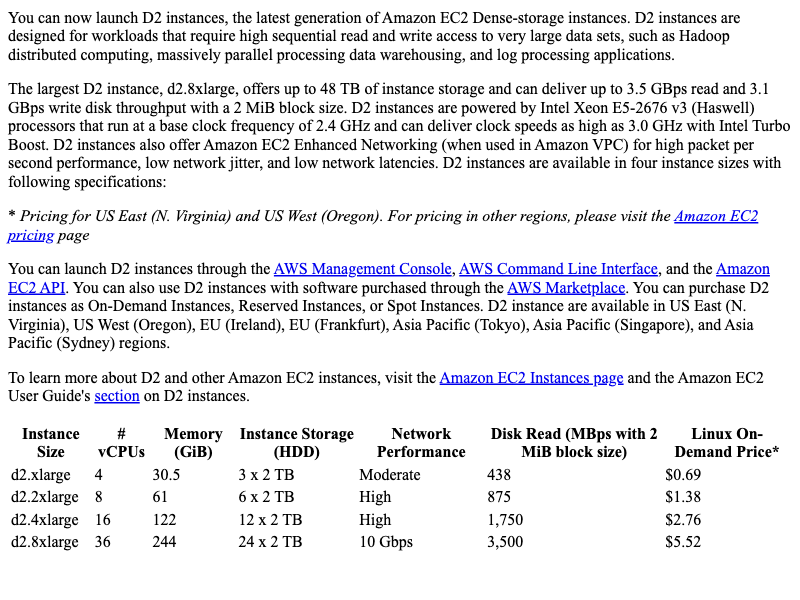 You can now launch D2 instances, the latest generation of Amazon EC2 Dense-storage instances. D2 instances are
designed for workloads that require high sequential read and write access to very large data sets, such as Hadoop
distributed computing, massively parallel processing data warehousing, and log processing applications.
The largest D2 instance, d2.8xlarge, offers up to 48 TB of instance storage and can deliver up to 3.5 GBps read and 3.1
GBps write disk throughput with a 2 MiB block size. D2 instances are powered by Intel Xeon E5-2676 v3 (Haswell)
processors that run at a base clock frequency of 2.4 GHz and can deliver clock speeds as high as 3.0 GHz with Intel Turbo
Boost. D2 instances also offer Amazon EC2 Enhanced Networking (when used in Amazon VPC) for high packet per
second performance, low network jitter, and low network latencies. D2 instances are available in four instance sizes with
following specifications:
* Pricing for US East (N. Virginia) and US West (Oregon). For pricing in other regions, please visit the Amazon EC2
pricing page
You can launch D2 instances through the AWS Management Console, AWS Command Line Interface, and the Amazon
EC2 API. You can also use D2 instances with software purchased through the AWS Marketplace. You can purchase D2
instances as On-Demand Instances, Reserved Instances, or Spot Instances. D2 instance are available in US East (N.
Virginia), US West (Oregon), EU (Ireland), EU (Frankfurt), Asia Pacific (Tokyo), Asia Pacific (Singapore), and Asia
Pacific (Sydney) regions.
To learn more about D2 and other Amazon EC2 instances, visit the Amazon EC2 Instances page and the Amazon EC2
User Guide's section on D2 instances.
Instance # Memory Instance Storage Network Disk Read (MBps with 2 Linux On-
Size vCPUs (GiB) (HDD) Performance MiB block size) Demand Price*
d2.xlarge 4 30.5 3 x 2 TB Moderate 438 $0.69
d2.2xlarge 8 61 6 x 2 TB High 875 $1.38
d2.4xlarge 16 122 12 x 2 TB High 1,750 $2.76
d2.8xlarge 36 244 24 x 2 TB 10 Gbps 3,500 $5.52